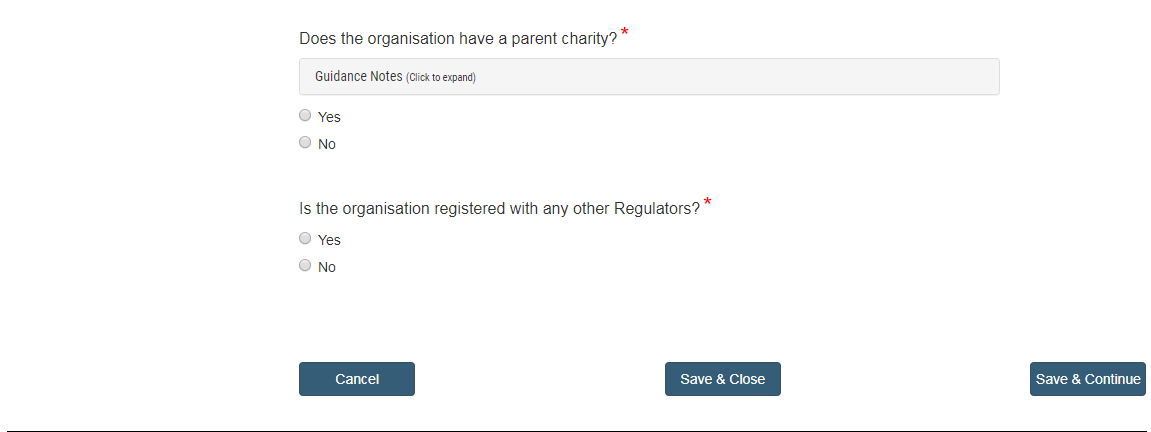 Does the organisation have a parent charity? *
Guidance Notes (Click to expand)
Yes
No
Is the organisation registered with any other Regulators? *
Yes
No
Cancel Save & Close Save & Continue